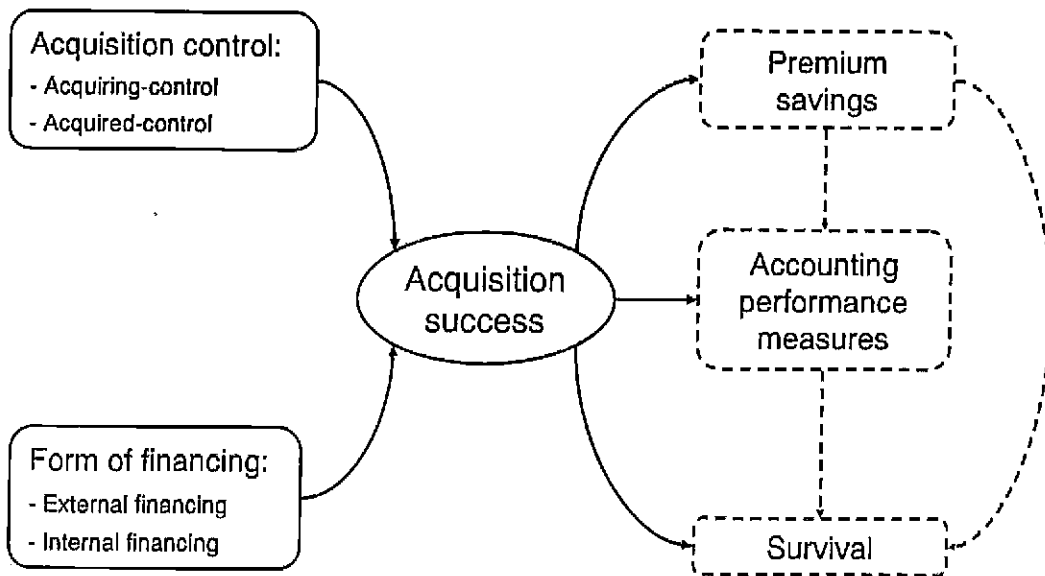 Acquisition control:
- Acquiring-control
- Acquired-control
Form of financing:
- External financing
- Internal financing
Acquisition
success
Premium
savings
Accounting
performance
measures
Survival